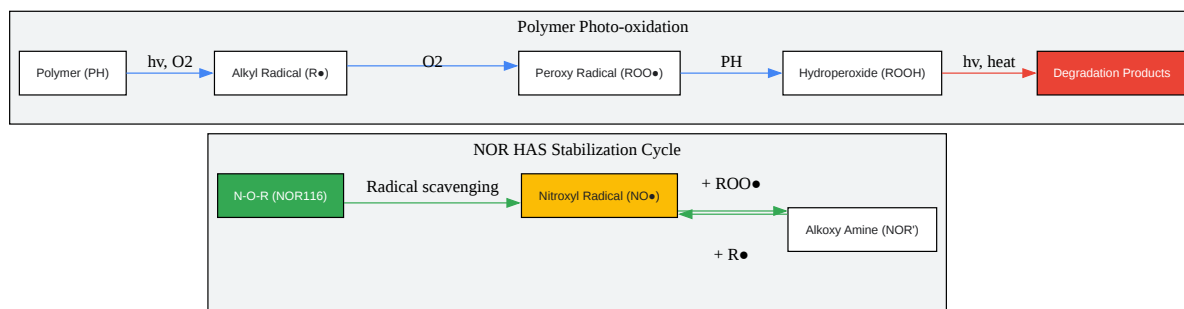 Polymer Photo-oxidation
Polymer (PH)
hv, O2
Alkyl Radical (R●)
O2
Peroxy Radical (ROO●)
PH
Hydroperoxide (ROOH)
hv, heat
Degradation Products
NOR HAS Stabilization Cycle
N-O-R (NOR116)
Radical scavenging
Nitroxyl Radical (NO●)
+ ROO●
Alkoxy Amine (NOR')
+ R●